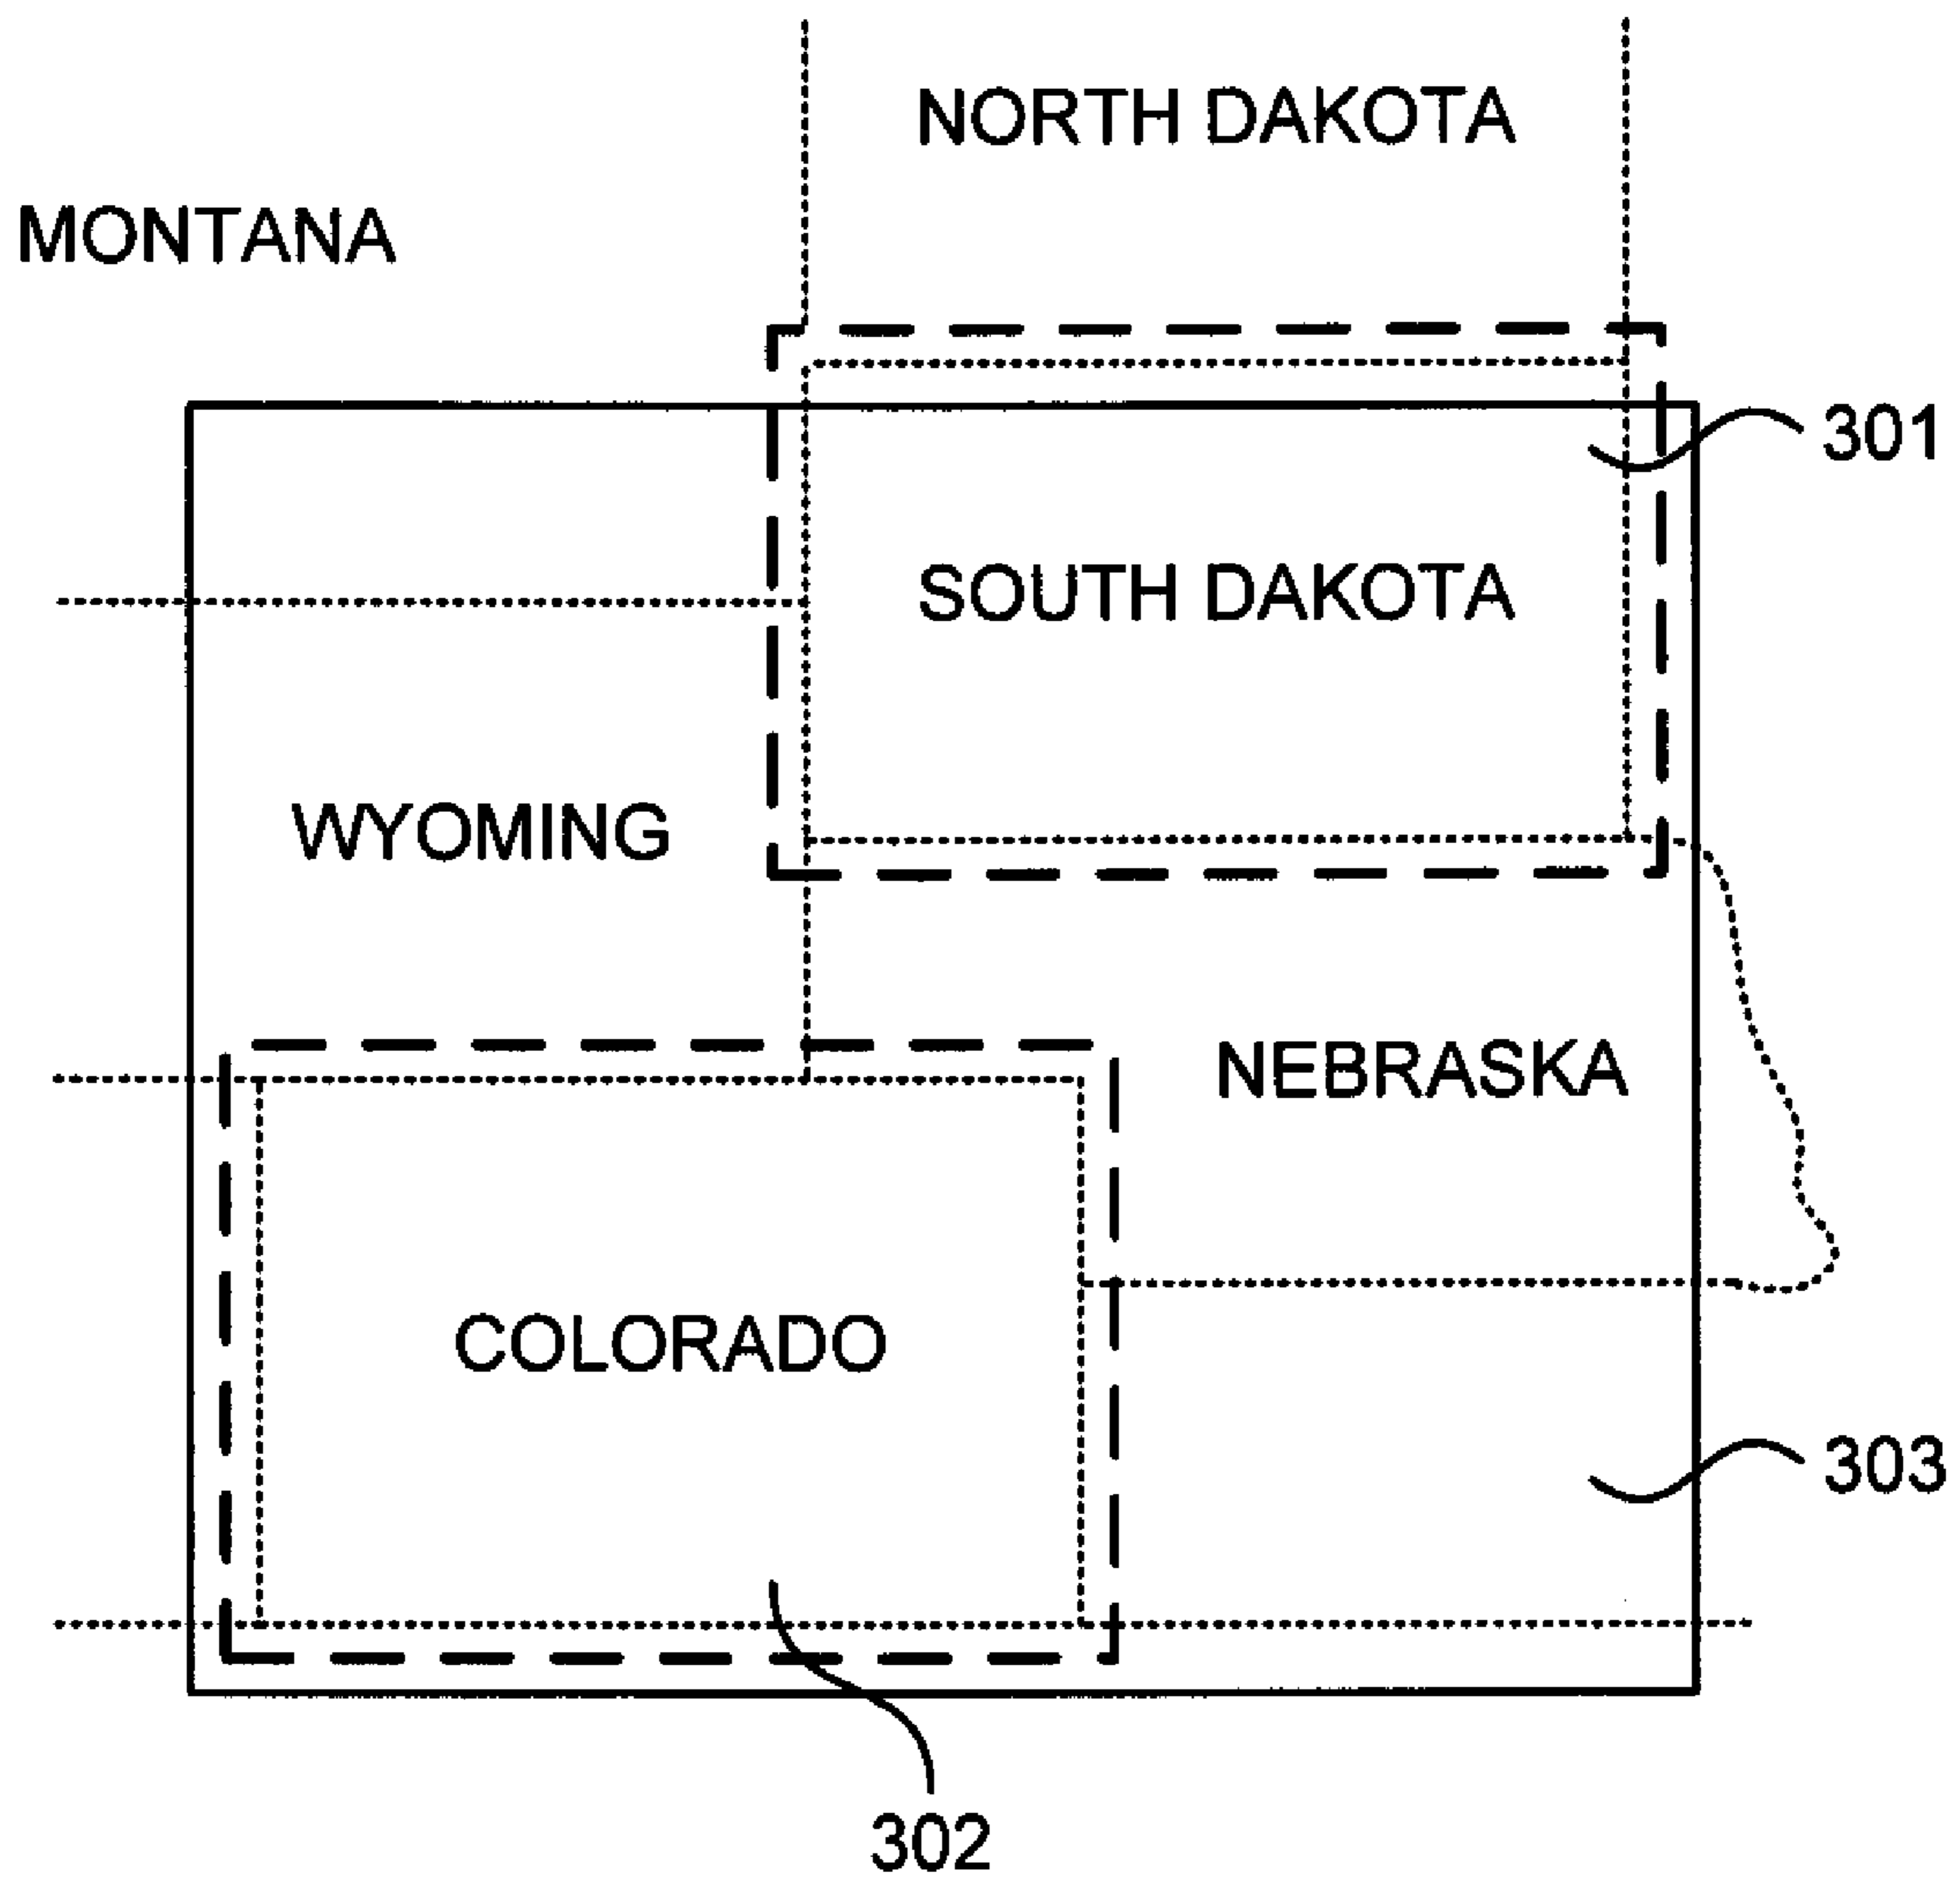 NORTH DAKOTA
MONTANA
301
SOUTH DAKOTA
WYOMING
NEBRASKA
COLORADO
303
302